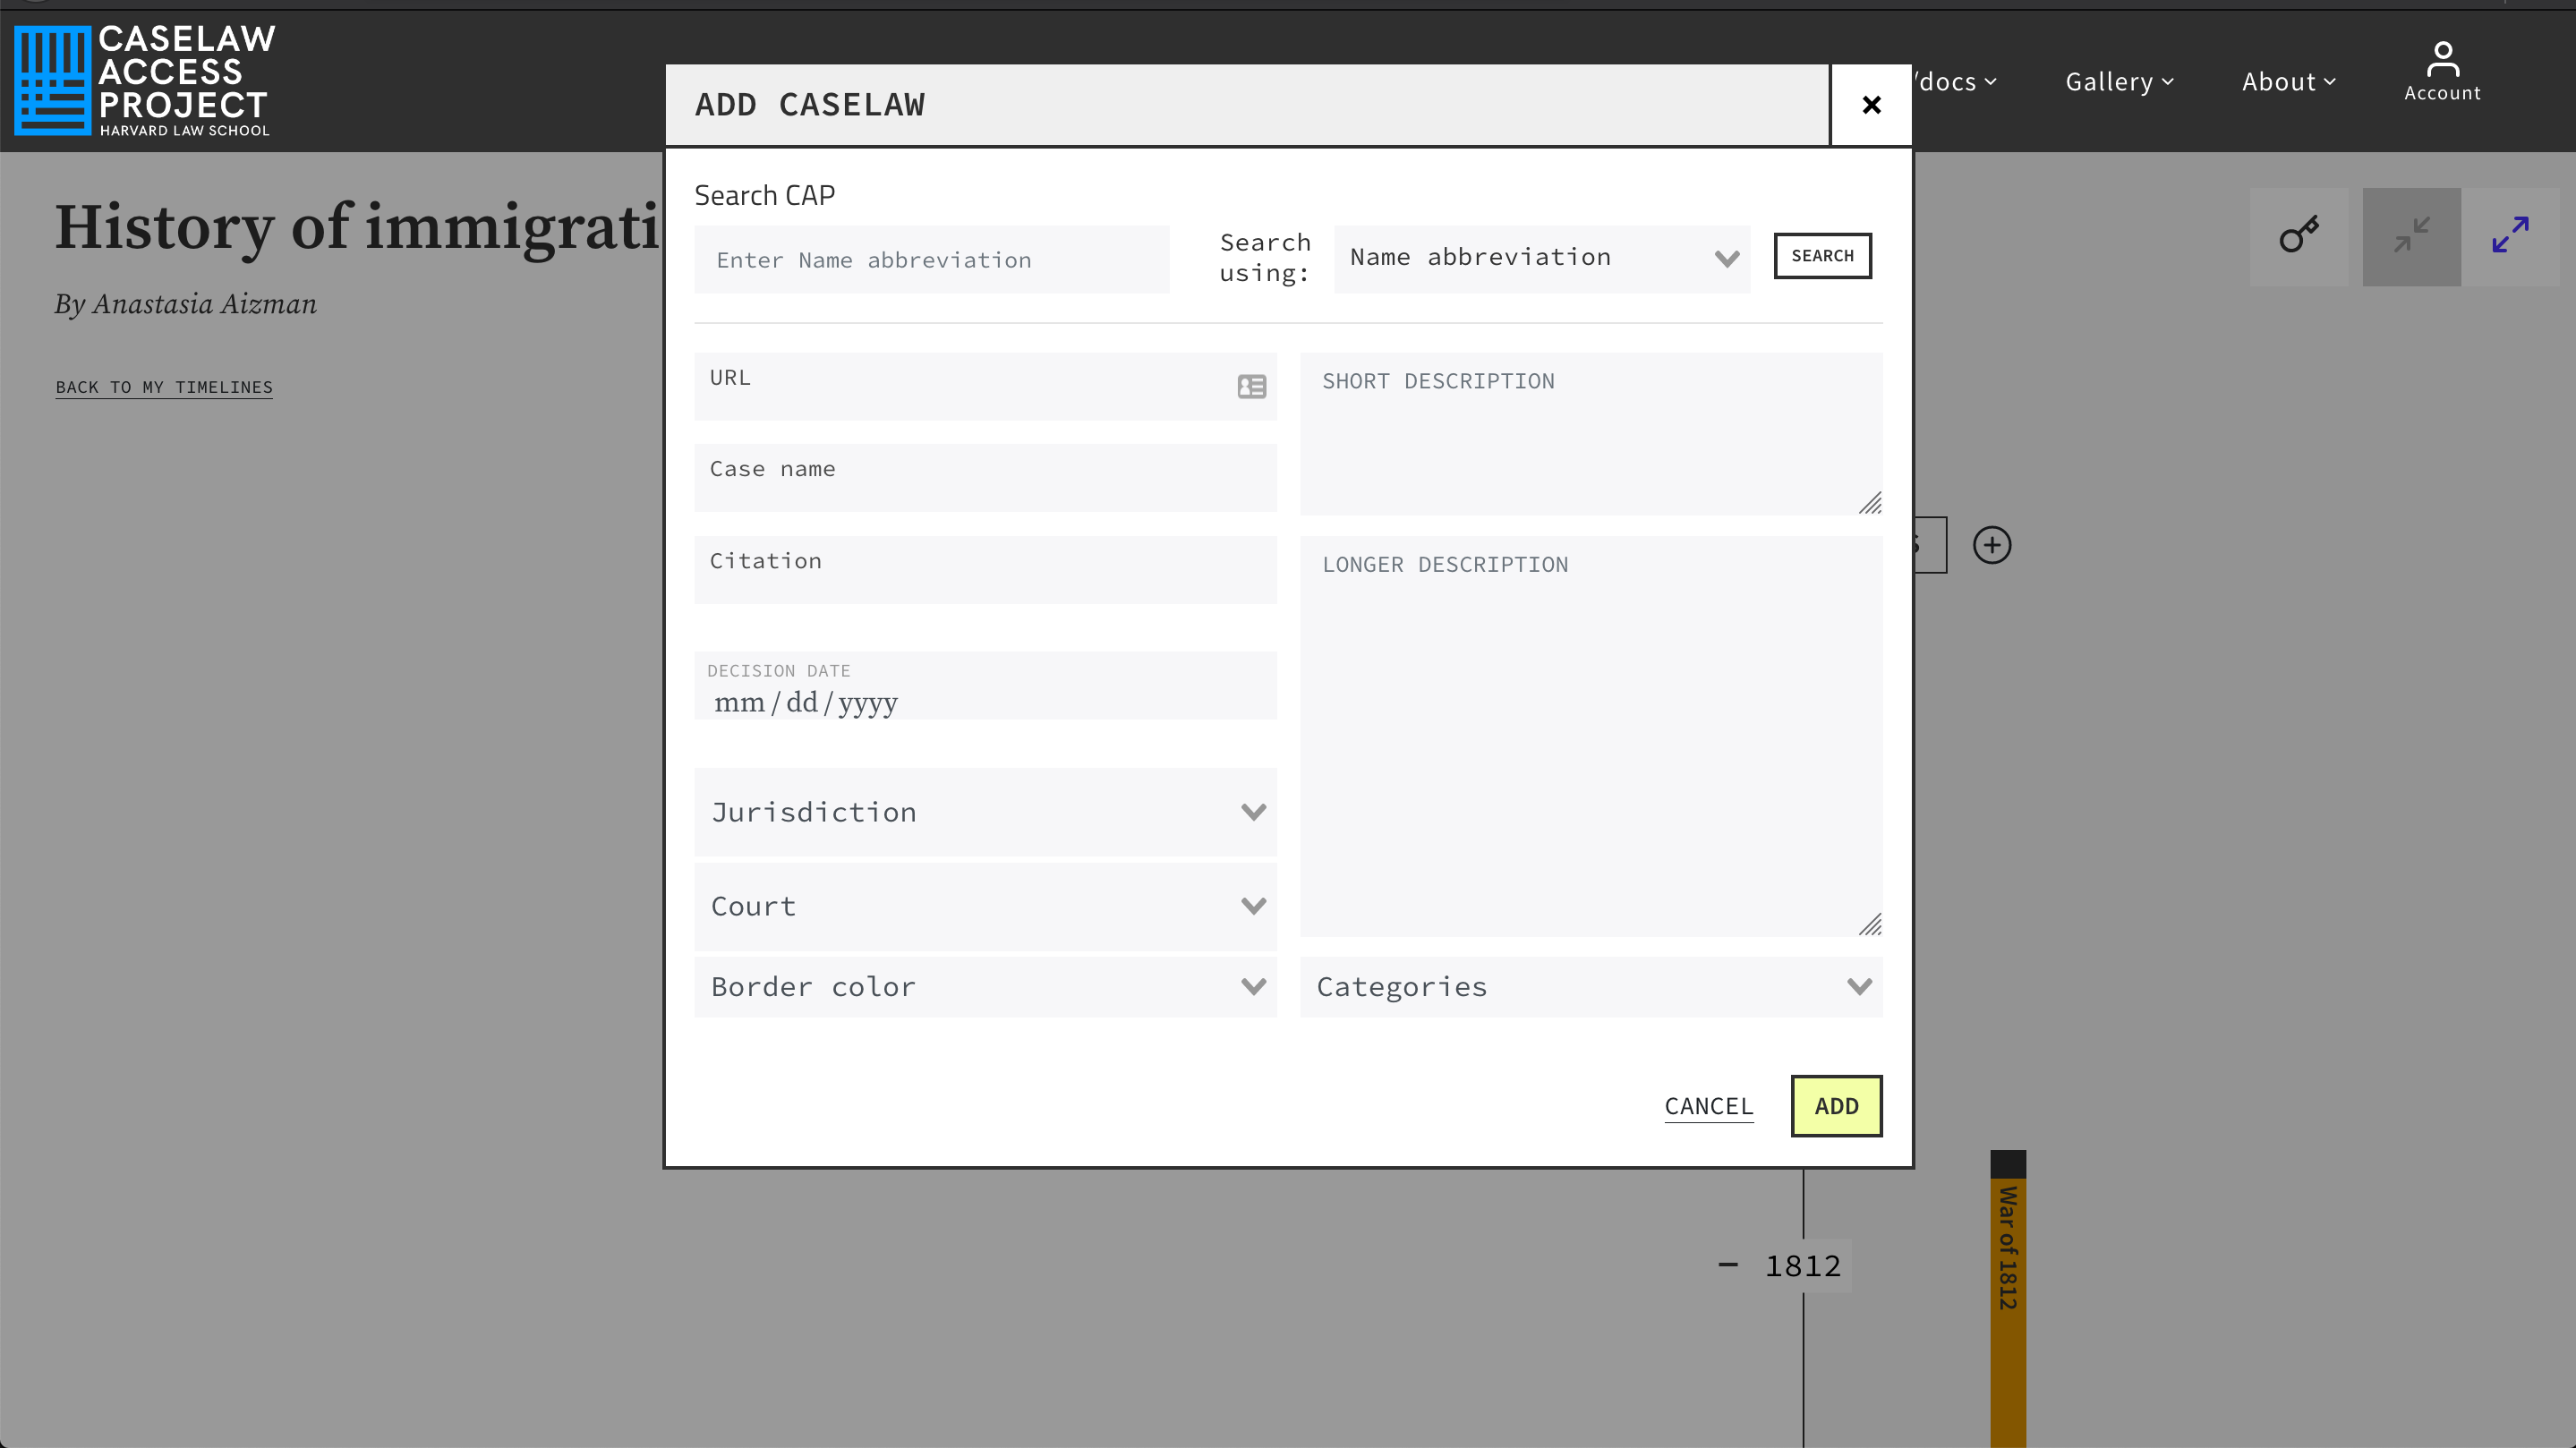 CASELAW
ACCESS
PROJECT
HARVARD LAW SCHOOL
/docs
Gallery
About
Account
ADD CASELAW
History of immigrati
By Anastasia Aizman
BACK TO MY TIMELINES
Search CAP
Enter Name abbreviation
Search
using:
Name abbreviation
SEARCH
URL
SHORT DESCRIPTION
Case name
Citation
LONGER DESCRIPTION
DECISION DATE
mm / dd / yyyy
Jurisdiction
Court
Border color
Categories
CANCEL
ADD
1812
War of 1812